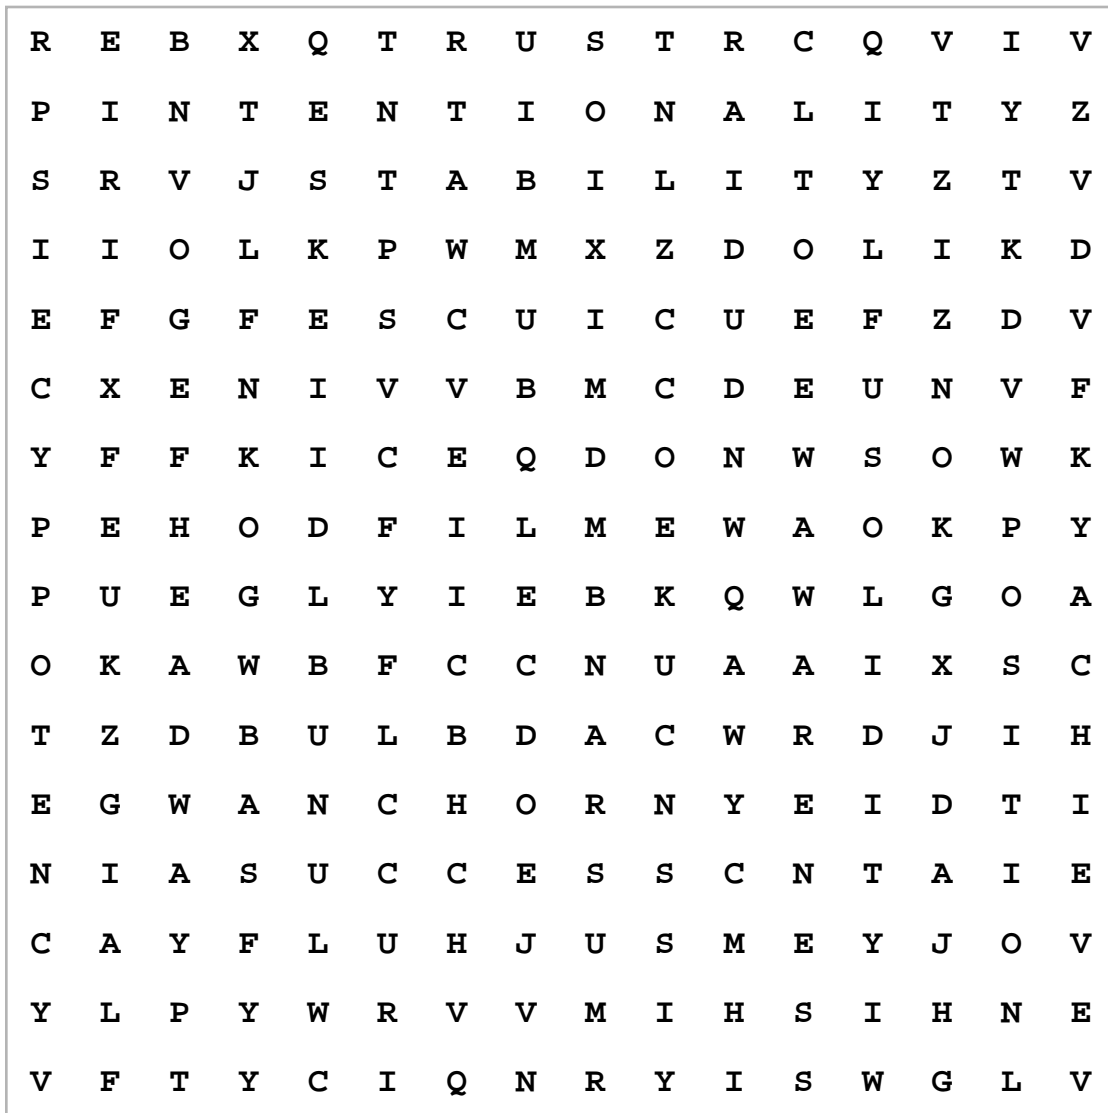 R E B X Q T R U S T R C Q V I V
P I N T E N T I O N A L I T Y Z
S R V J S T A B I L I T Y Z T V
I I O L K P W M X Z D O L I K D
E F G F E S C U I C U E F Z D V
C X E N I V V B M C D E U N V F
Y F F K I C E Q D O N W S O W K
P E H O D F I L M E W A O K P Y
P U E G L Y I E B K Q W L G O A
O K A W B F C C N U A A I X S C
T Z D B U L B D A C W R D J I H
E G W A N C H O R N Y E I D T I
N I A S U C C E S S C N T A I E
C A Y F L U H J U S M E Y J O V
Y L P Y W R V V M I H S I H N E
V F T Y C I Q N R Y I S W G L V